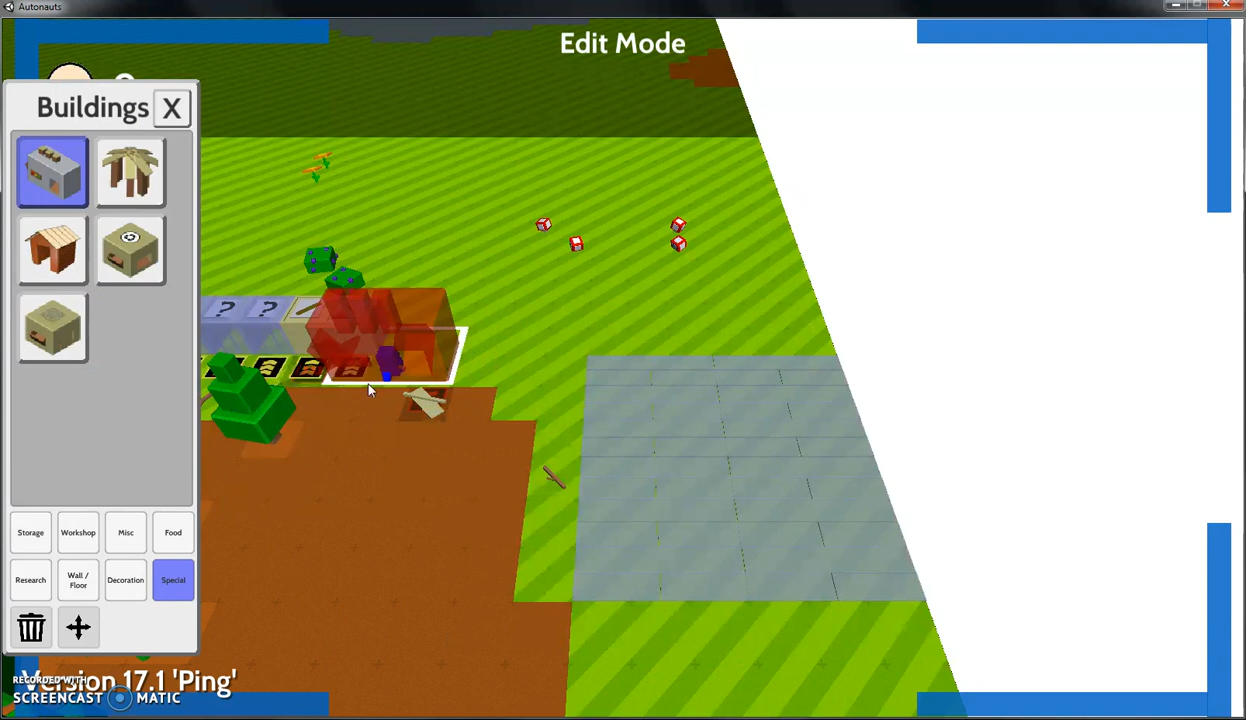 Autonauts
Edit Mode
Buildings X
? ?
Storage Workshop Misc Food
Research Wall / Floor Decoration Special
Version 17.1 'Ping'
RECORDED WITH
SCREENCAST MATIC